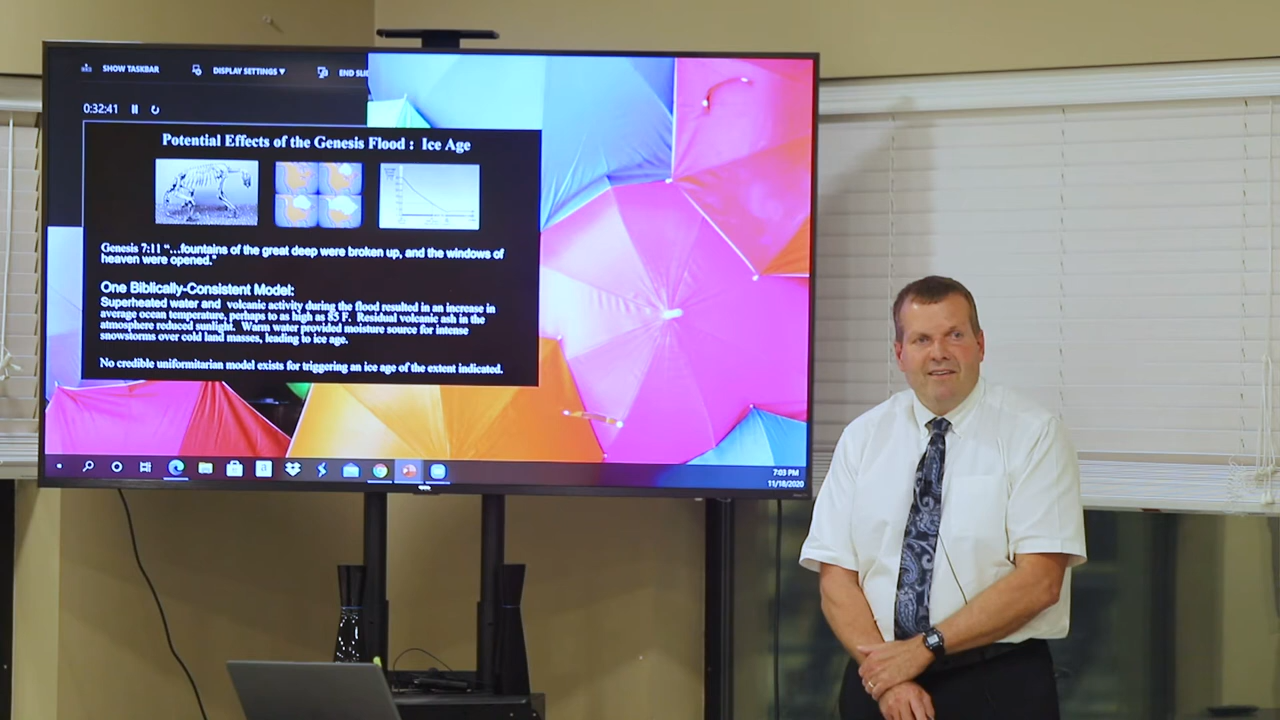 SHOW TASKBAR DISPLAY SETTINGS ▼ END SLI
0:32:41
Potential Effects of the Genesis Flood : Ice Age
Genesis 7:11 "...fountains of the great deep were broken up, and the windows of
heaven were opened."
One Biblically-Consistent Model:
Superheated water and volcanic activity during the flood resulted in an increase in
average ocean temperature, perhaps to as high as 85 F. Residual volcanic ash in the
atmosphere reduced sunlight. Warm water provided moisture source for intense
snowstorms over cold land masses, leading to ice age.
No credible uniformitarian model exists for triggering an ice age of the extent indicated.
7:03 PM
11/18/2020